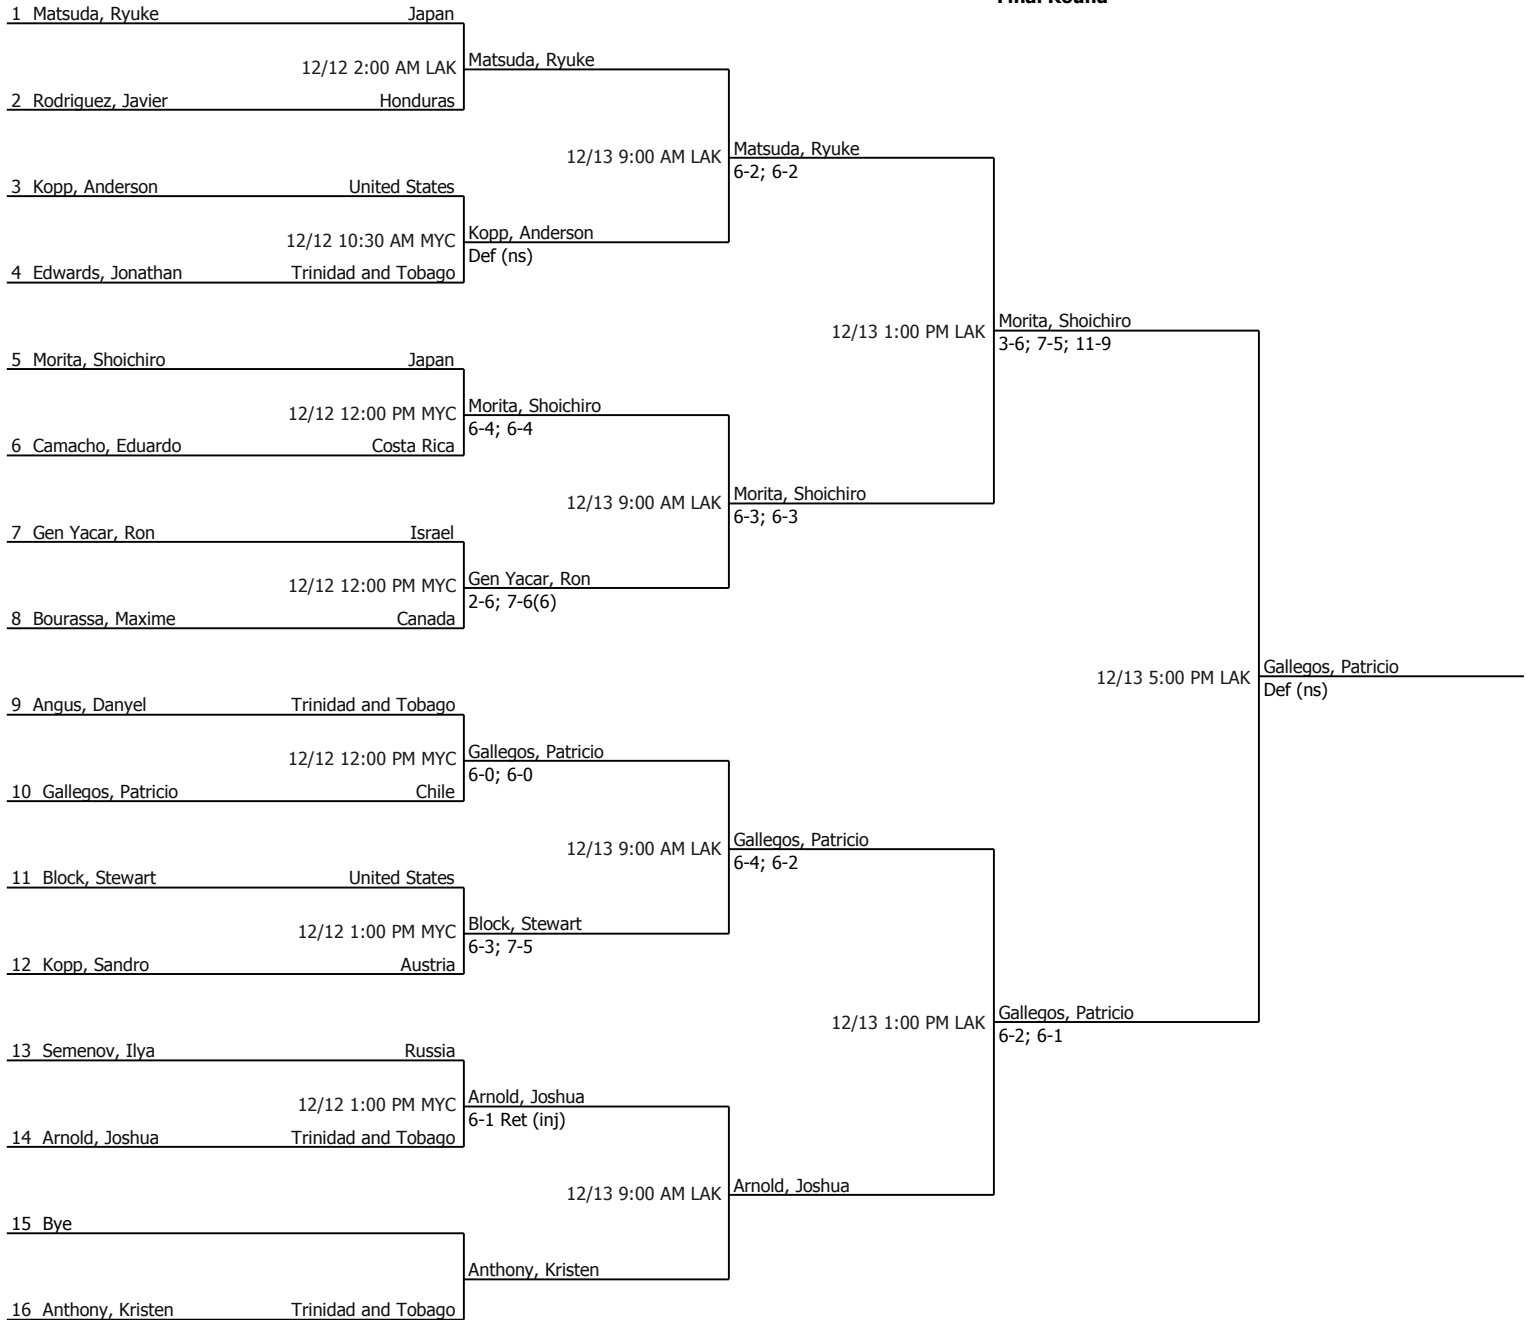 Final Round
1 Matsuda, Ryuke Japan
12/12 2:00 AM LAK Matsuda, Ryuke
2 Rodriguez, Javier Honduras
12/13 9:00 AM LAK Matsuda, Ryuke
6-2; 6-2
3 Kopp, Anderson United States
12/12 10:30 AM MYC Kopp, Anderson
Def (ns)
4 Edwards, Jonathan Trinidad and Tobago
12/13 1:00 PM LAK Morita, Shoichiro
3-6; 7-5; 11-9
5 Morita, Shoichiro Japan
12/12 12:00 PM MYC Morita, Shoichiro
6-4; 6-4
6 Camacho, Eduardo Costa Rica
12/13 9:00 AM LAK Morita, Shoichiro
6-3; 6-3
7 Gen Yacar, Ron Israel
12/12 12:00 PM MYC Gen Yacar, Ron
2-6; 7-6(6)
8 Bourassa, Maxime Canada
12/13 5:00 PM LAK Gallegos, Patricio
Def (ns)
9 Angus, Danyel Trinidad and Tobago
12/12 12:00 PM MYC Gallegos, Patricio
6-0; 6-0
10 Gallegos, Patricio Chile
12/13 9:00 AM LAK Gallegos, Patricio
6-4; 6-2
11 Block, Stewart United States
12/12 1:00 PM MYC Block, Stewart
6-3; 7-5
12 Kopp, Sandro Austria
12/13 1:00 PM LAK Gallegos, Patricio
6-2; 6-1
13 Semenov, Ilya Russia
12/12 1:00 PM MYC Arnold, Joshua
6-1 Ret (inj)
14 Arnold, Joshua Trinidad and Tobago
12/13 9:00 AM LAK Arnold, Joshua
15 Bye
Anthony, Kristen
16 Anthony, Kristen Trinidad and Tobago